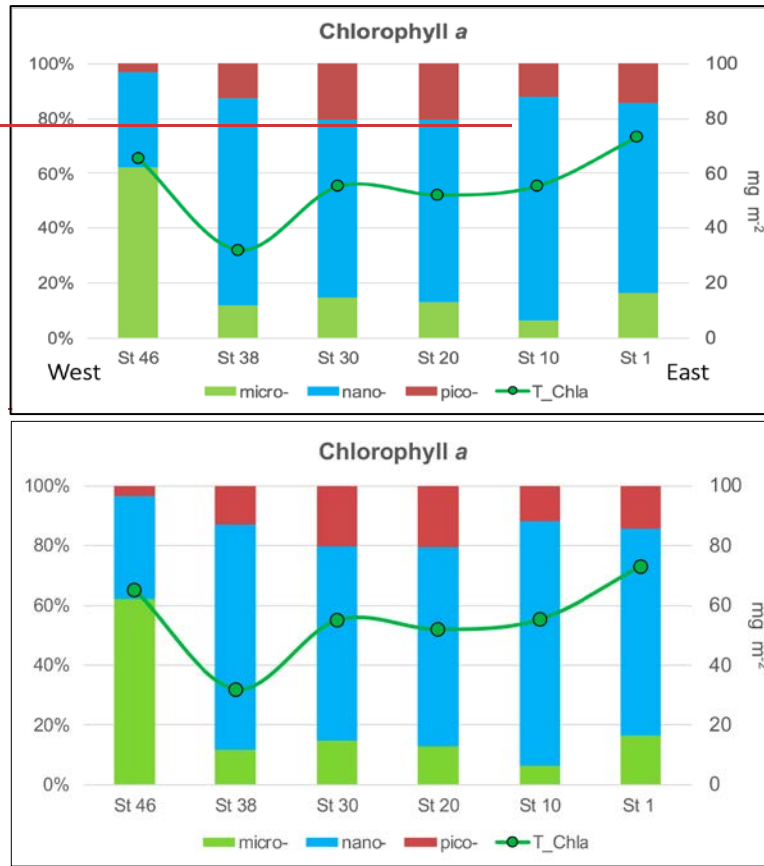 Chlorophyll a
100% 100
80% 80
60% 60
40% 40
20% 20
0% 0
mg m-2
St 46 St 38 St 30 St 20 St 10 St 1
West East
micro- nano- pico- T_Chla
Chlorophyll a
100% 100
80% 80
60% 60
40% 40
20% 20
0% 0
mg m-2
St 46 St 38 St 30 St 20 St 10 St 1
micro- nano- pico- T_Chla